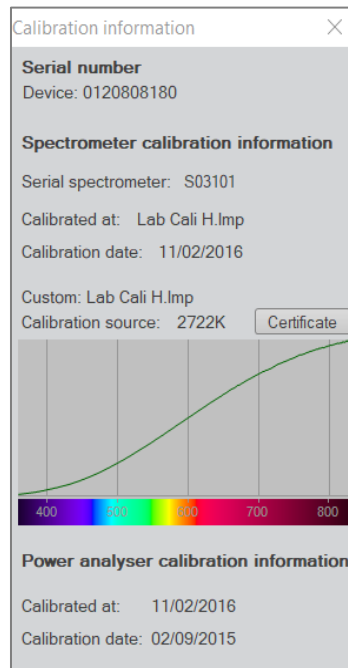 Calibration information
Serial number
Device: 0120808180
Spectrometer calibration information
Serial spectrometer: S03101
Calibrated at: Lab Cali H.Imp
Calibration date: 11/02/2016
Custom: Lab Cali H.Imp
Calibration source: 2722K Certificate
400 500 600 700 800
Power analyser calibration information
Calibrated at: 11/02/2016
Calibration date: 02/09/2015